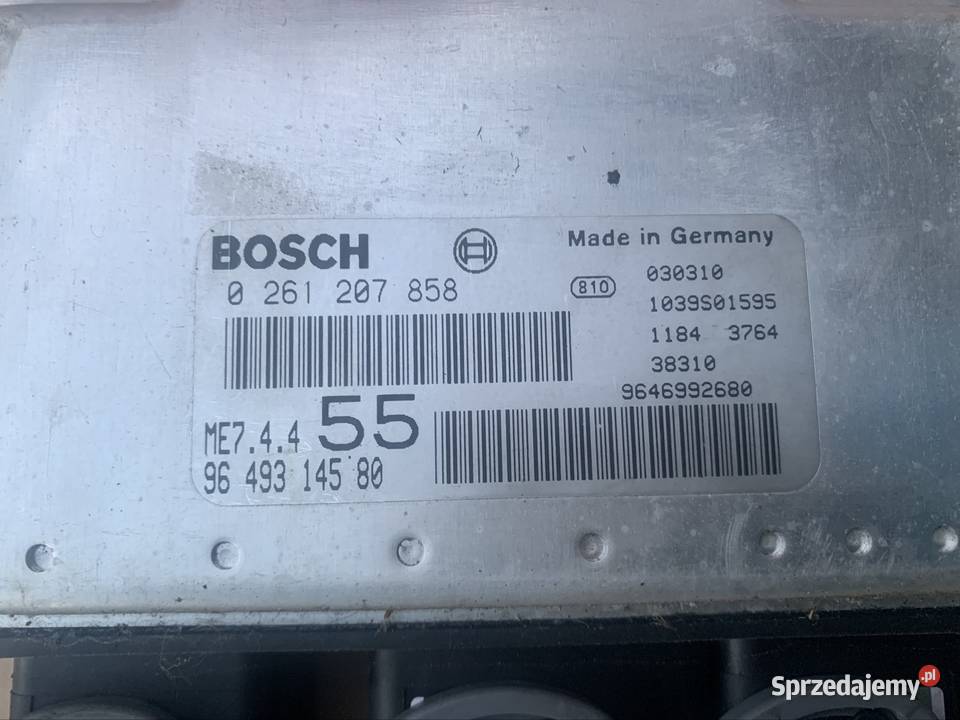 BOSCH
Made in Germany
0 261 207 858
810
030310
1039S01595
1184 3764
38310
9646992680
ME7.4.4 55
96 493 145 80
Sprzedajemy.pl